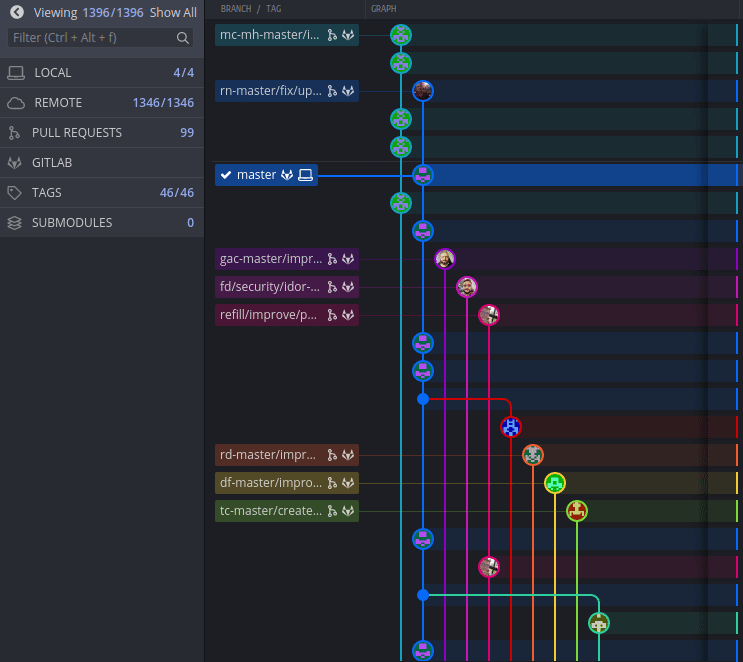 Viewing 1396/1396 Show All
Filter (Ctrl + Alt + f)
LOCAL 4/4
REMOTE 1346/1346
PULL REQUESTS 99
GITLAB
TAGS 46/46
SUBMODULES 0
BRANCH / TAG GRAPH
mc-mh-master/i...
rn-master/fix/up...
master
gac-master/impr...
fd/security/idor-...
refill/improve/p...
rd-master/impr...
df-master/impro...
tc-master/create...